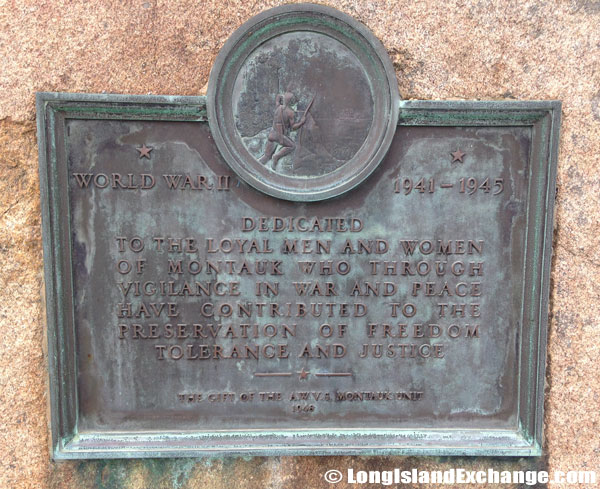 WORLD WAR II 1941-1945
DEDICATED
TO THE LOYAL MEN AND WOMEN
OF MONTAUK WHO THROUGH
VIGILANCE IN WAR AND PEACE
HAVE CONTRIBUTED TO THE
PRESERVATION OF FREEDOM
TOLERANCE AND JUSTICE
THE GIFT OF THE A.W.V.S. MONTAUK UNIT
1948
© LongIslandExchange.com